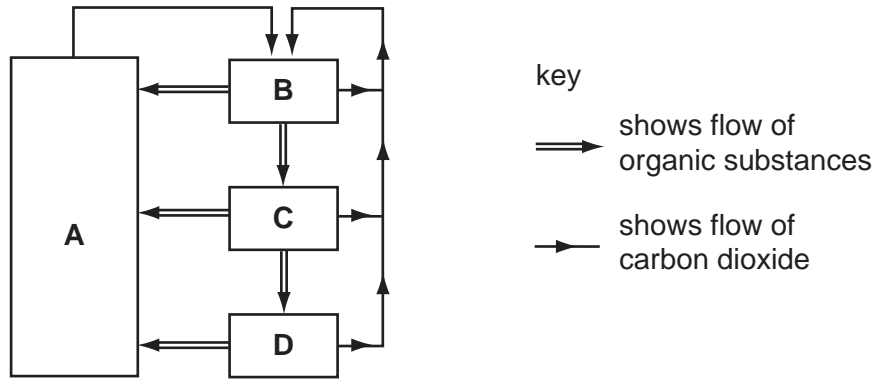 B
C
A
D
key
shows flow of
organic substances
shows flow of
carbon dioxide